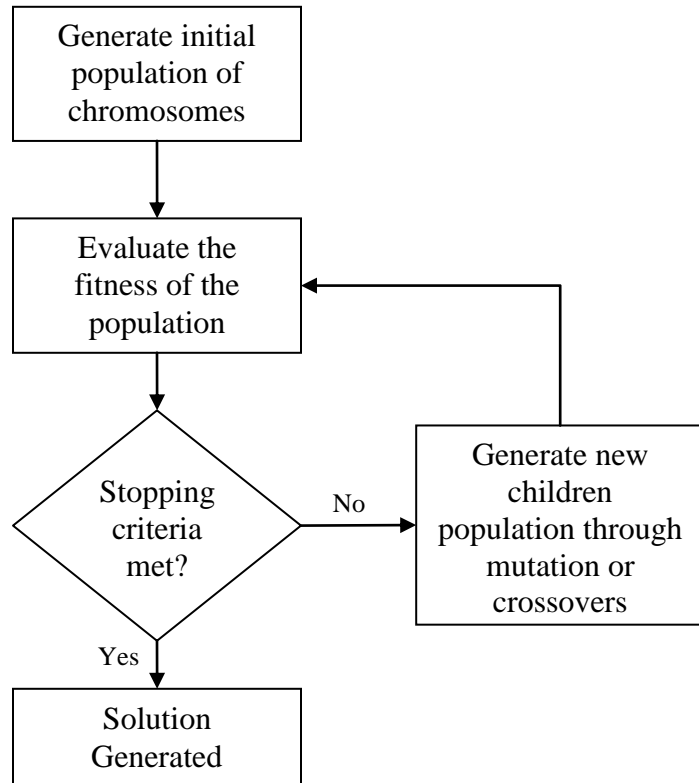 Generate initial
population of
chromosomes
Evaluate the
fitness of the
population
Stopping
criteria
met?
No
Generate new
children
population through
mutation or
crossovers
Yes
Solution
Generated